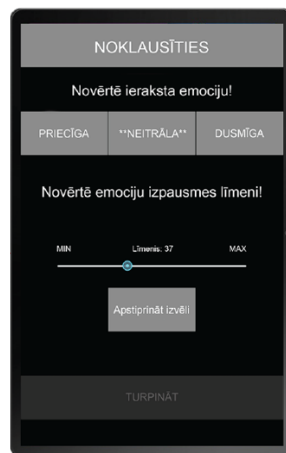 NOKLAUSĪTIES
Novērtē ieraksta emociju!
PRIECĪGA **NEITRĀLA** DUSMĪGA
Novērtē emociju izpausmes līmeni!
MIN Līmenis: 37 MAX
Apstiprināt izvēli
TURPINĀT